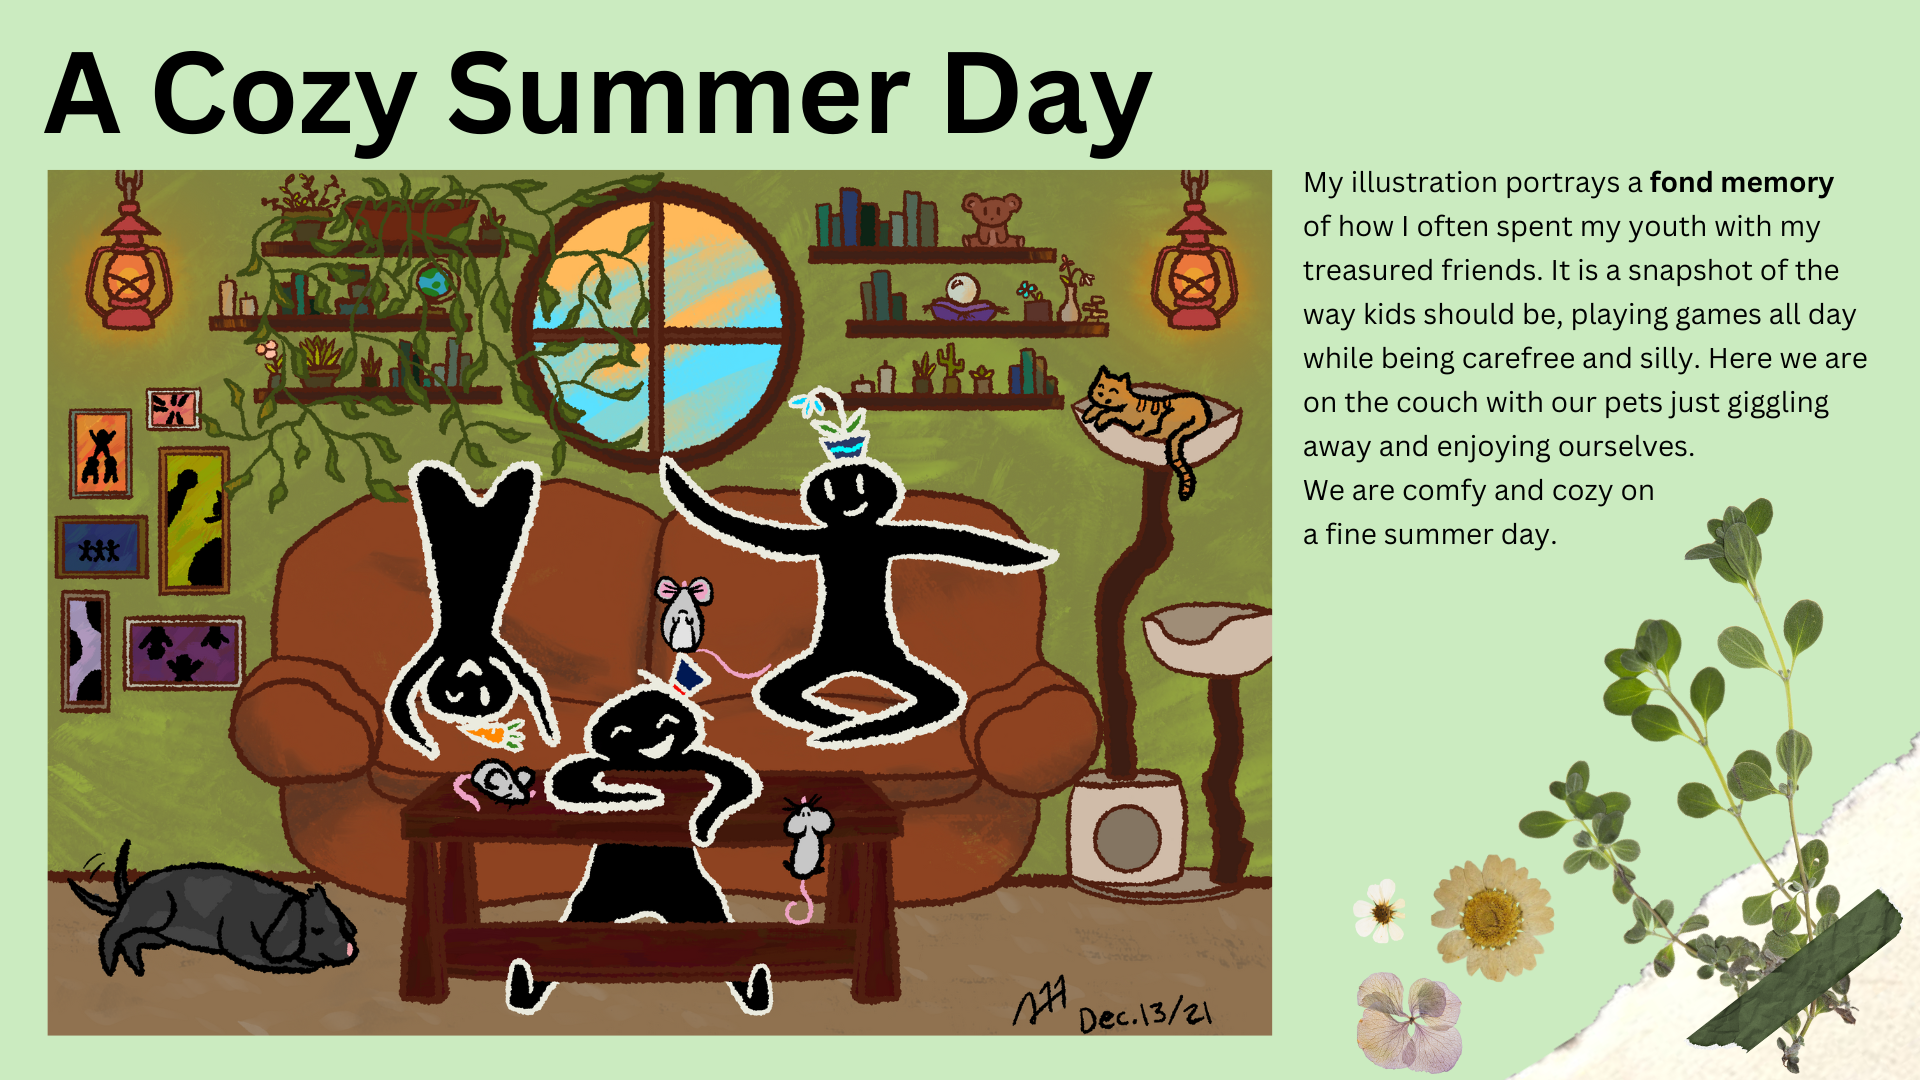 A Cozy Summer Day
My illustration portrays a fond memory
of how I often spent my youth with my
treasured friends. It is a snapshot of the
way kids should be, playing games all day
while being carefree and silly. Here we are
on the couch with our pets just giggling
away and enjoying ourselves.
We are comfy and cozy on
a fine summer day.
Dec.13/21